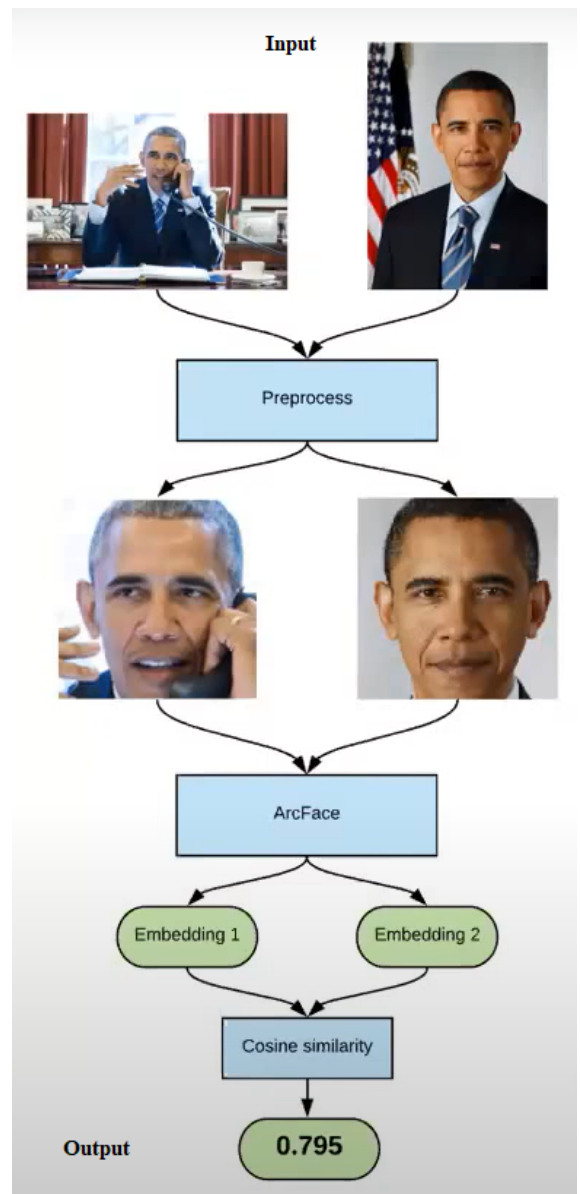 Input
Preprocess
ArcFace
Embedding 1
Embedding 2
Cosine similarity
Output
0.795